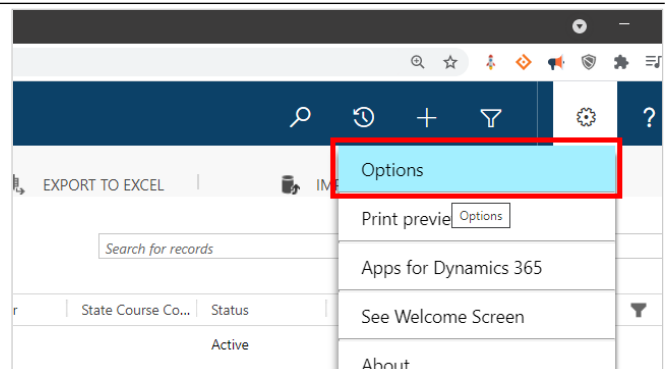 ?
Options
EXPORT TO EXCEL
IMP
Print previe
Options
Search for records
Apps for Dynamics 365
r
State Course Co...
Status
See Welcome Screen
Active
About